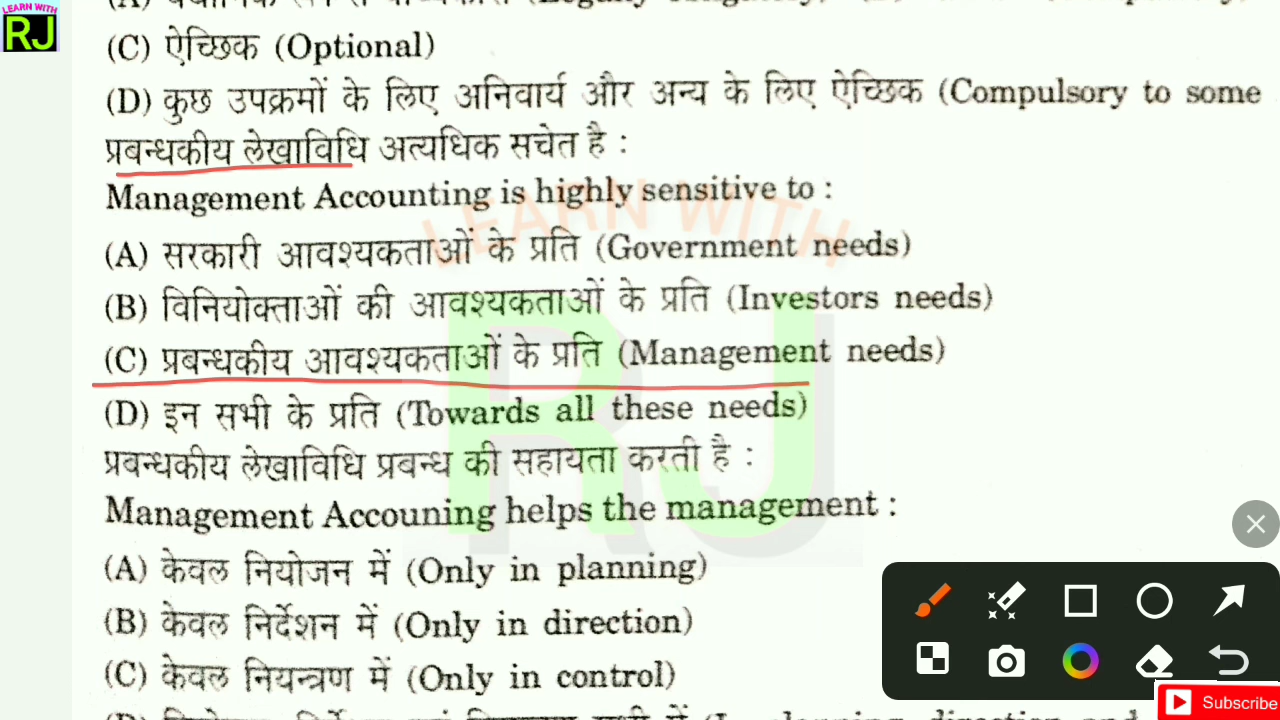 LEARN WITH
RJ
(C) ऐच्छिक (Optional)
(D) कुछ उपक्रमों के लिए अनिवार्य और अन्य के लिए ऐच्छिक (Compulsory to some
प्रबन्धकीय लेखाविधि अत्यधिक सचेत है :
Management Accounting is highly sensitive to :
LEARN WITH
RJ
(A) सरकारी आवश्यकताओं के प्रति (Government needs)
(B) विनियोक्ताओं की आवश्यकताओं के प्रति (Investors needs)
(C) प्रबन्धकीय आवश्यकताओं के प्रति (Management needs)
(D) इन सभी के प्रति (Towards all these needs)
प्रबन्धकीय लेखाविधि प्रबन्ध की सहायता करती है :
Management Accouning helps the management :
(A) केवल नियोजन में (Only in planning)
(B) केवल निर्देशन में (Only in direction)
(C) केवल नियन्त्रण में (Only in control)
Subscribe